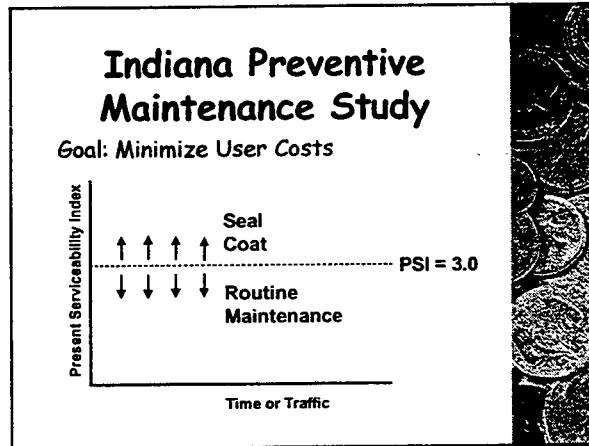 Indiana Preventive
Maintenance Study
Goal: Minimize User Costs
Present Serviceability Index
Seal
Coat
PSI = 3.0
Routine
Maintenance
Time or Traffic